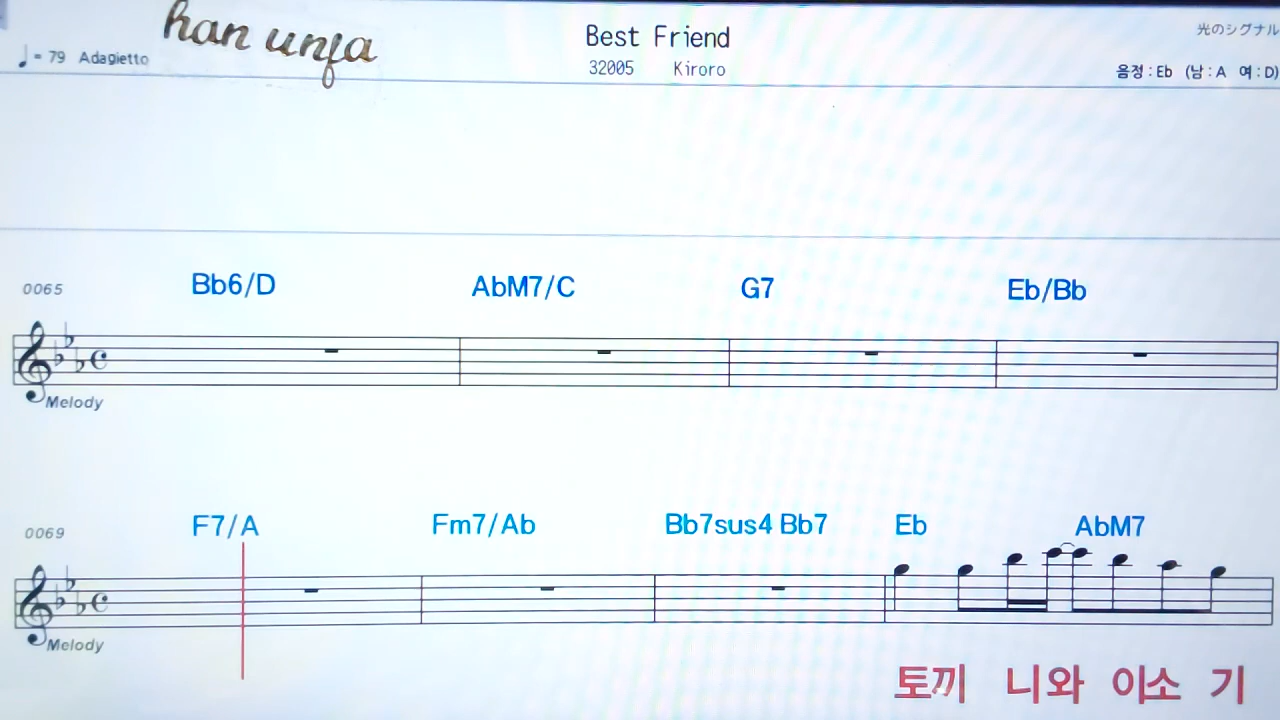 han unfa
Best Friend
光のシグナル
♩= 79 Adagietto
32005 Kiroro
음정:Eb (남:A 여:D)
0065 Bb6/D AbM7/C G7 Eb/Bb
Melody
0069 F7/A Fm7/Ab Bb7sus4 Bb7 Eb AbM7
Melody
토끼 니와 이소 기